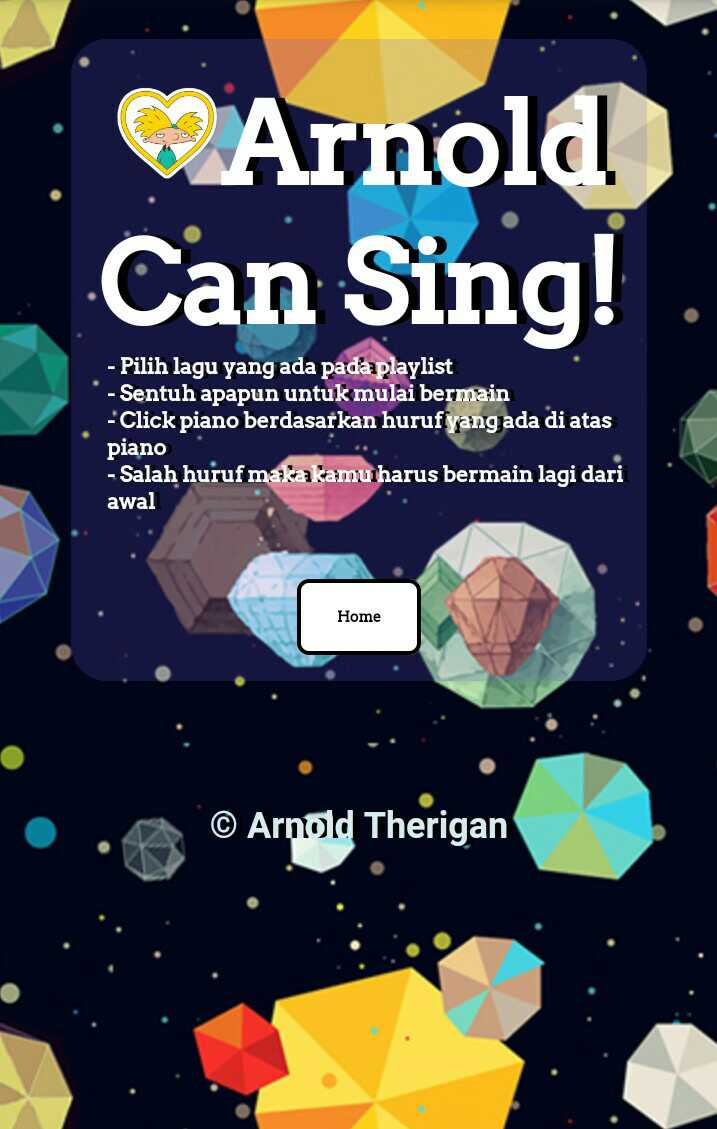 Arnold
Can Sing!
- Pilih lagu yang ada pada playlist
- Sentuh apapun untuk mulai bermain
- Click piano berdasarkan huruf yang ada di atas
piano
- Salah huruf maka kamu harus bermain lagi dari
awal
Home
© Arnold Therigan